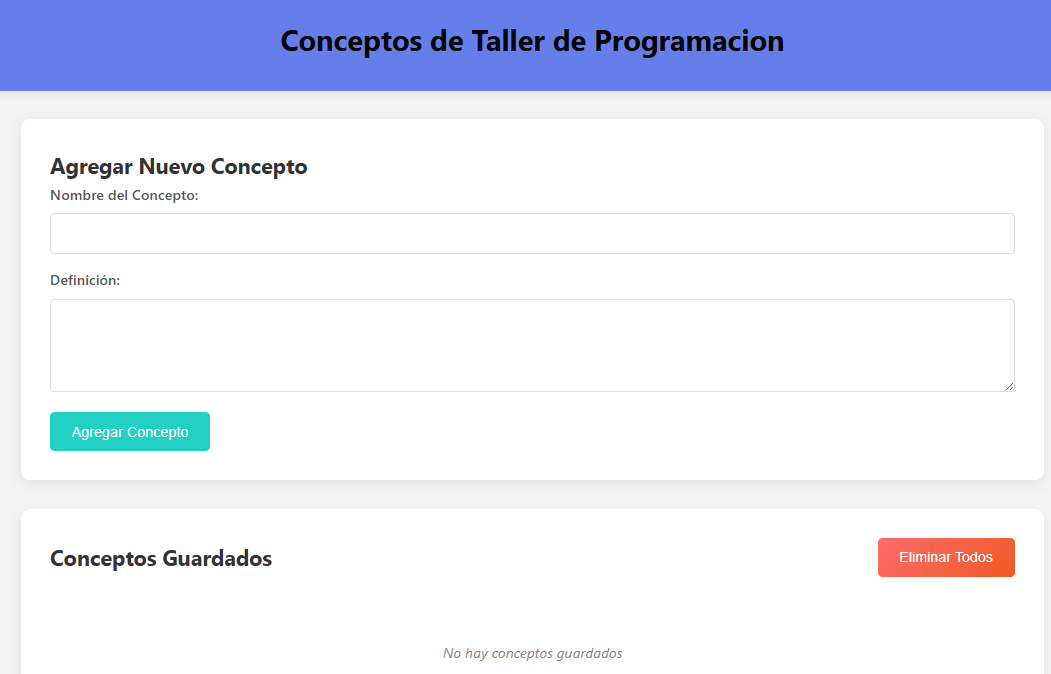 Conceptos de Taller de Programacion
Agregar Nuevo Concepto
Nombre del Concepto:
Definición:
Agregar Concepto
Conceptos Guardados
Eliminar Todos
No hay conceptos guardados